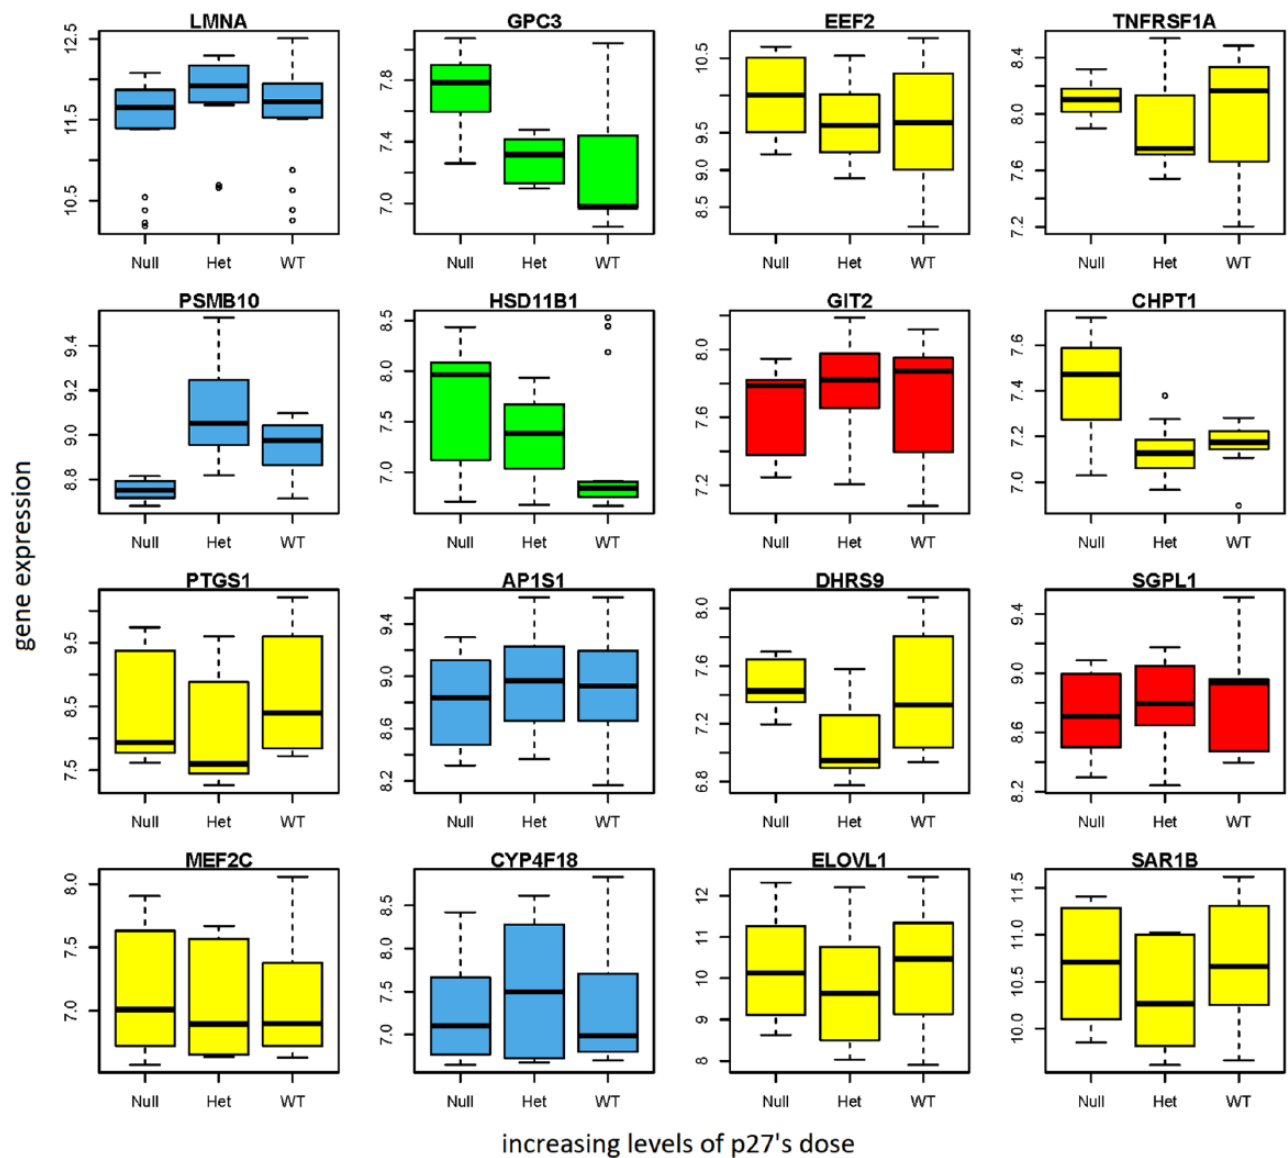 LMNA GPC3 EEF2 TNFRSF1A
12.5 11.5 10.5
7.8 7.4 7.0
10.5 9.5 9.0 8.5
8.4 8.0 7.6 7.2
Null Het WT Null Het WT Null Het WT Null Het WT
PSMB10 HSD11B1 GIT2 CHPT1
9.4 9.2 9.0 8.8
8.5 8.0 7.5 7.0
8.0 7.6 7.2
7.6 7.4 7.2 7.0
Null Het WT Null Het WT Null Het WT Null Het WT
gene expression
PTGS1 AP1S1 DHRS9 SGPL1
9.5 8.5 7.5
9.4 9.0 8.6 8.2
8.0 7.6 7.2 6.8
9.4 9.0 8.6 8.2
Null Het WT Null Het WT Null Het WT Null Het WT
MEF2C CYP4F18 ELOVL1 SAR1B
8.0 7.5 7.0
8.5 8.0 7.5 7.0
12 11 10 9 8
11.5 11.0 10.5 10.0
Null Het WT Null Het WT Null Het WT Null Het WT
increasing levels of p27's dose